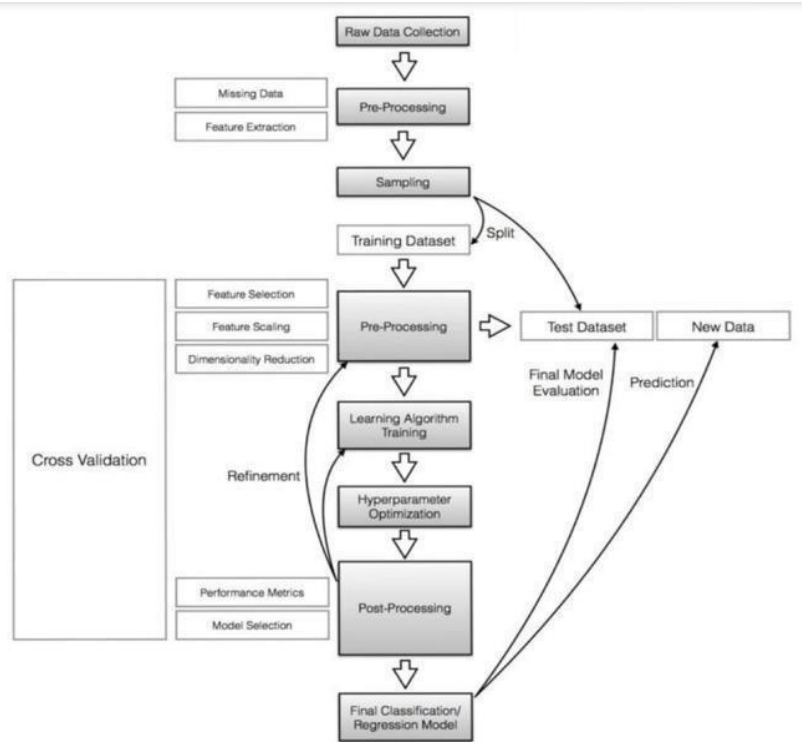 Raw Data Collection
Missing Data
Pre-Processing
Feature Extraction
Sampling
Split
Training Dataset
Feature Selection
Feature Scaling
Pre-Processing
Test Dataset
New Data
Dimensionality Reduction
Final Model
Evaluation
Prediction
Learning Algorithm
Training
Cross Validation
Refinement
Hyperparameter
Optimization
Performance Metrics
Post-Processing
Model Selection
Final Classification/
Regression Model